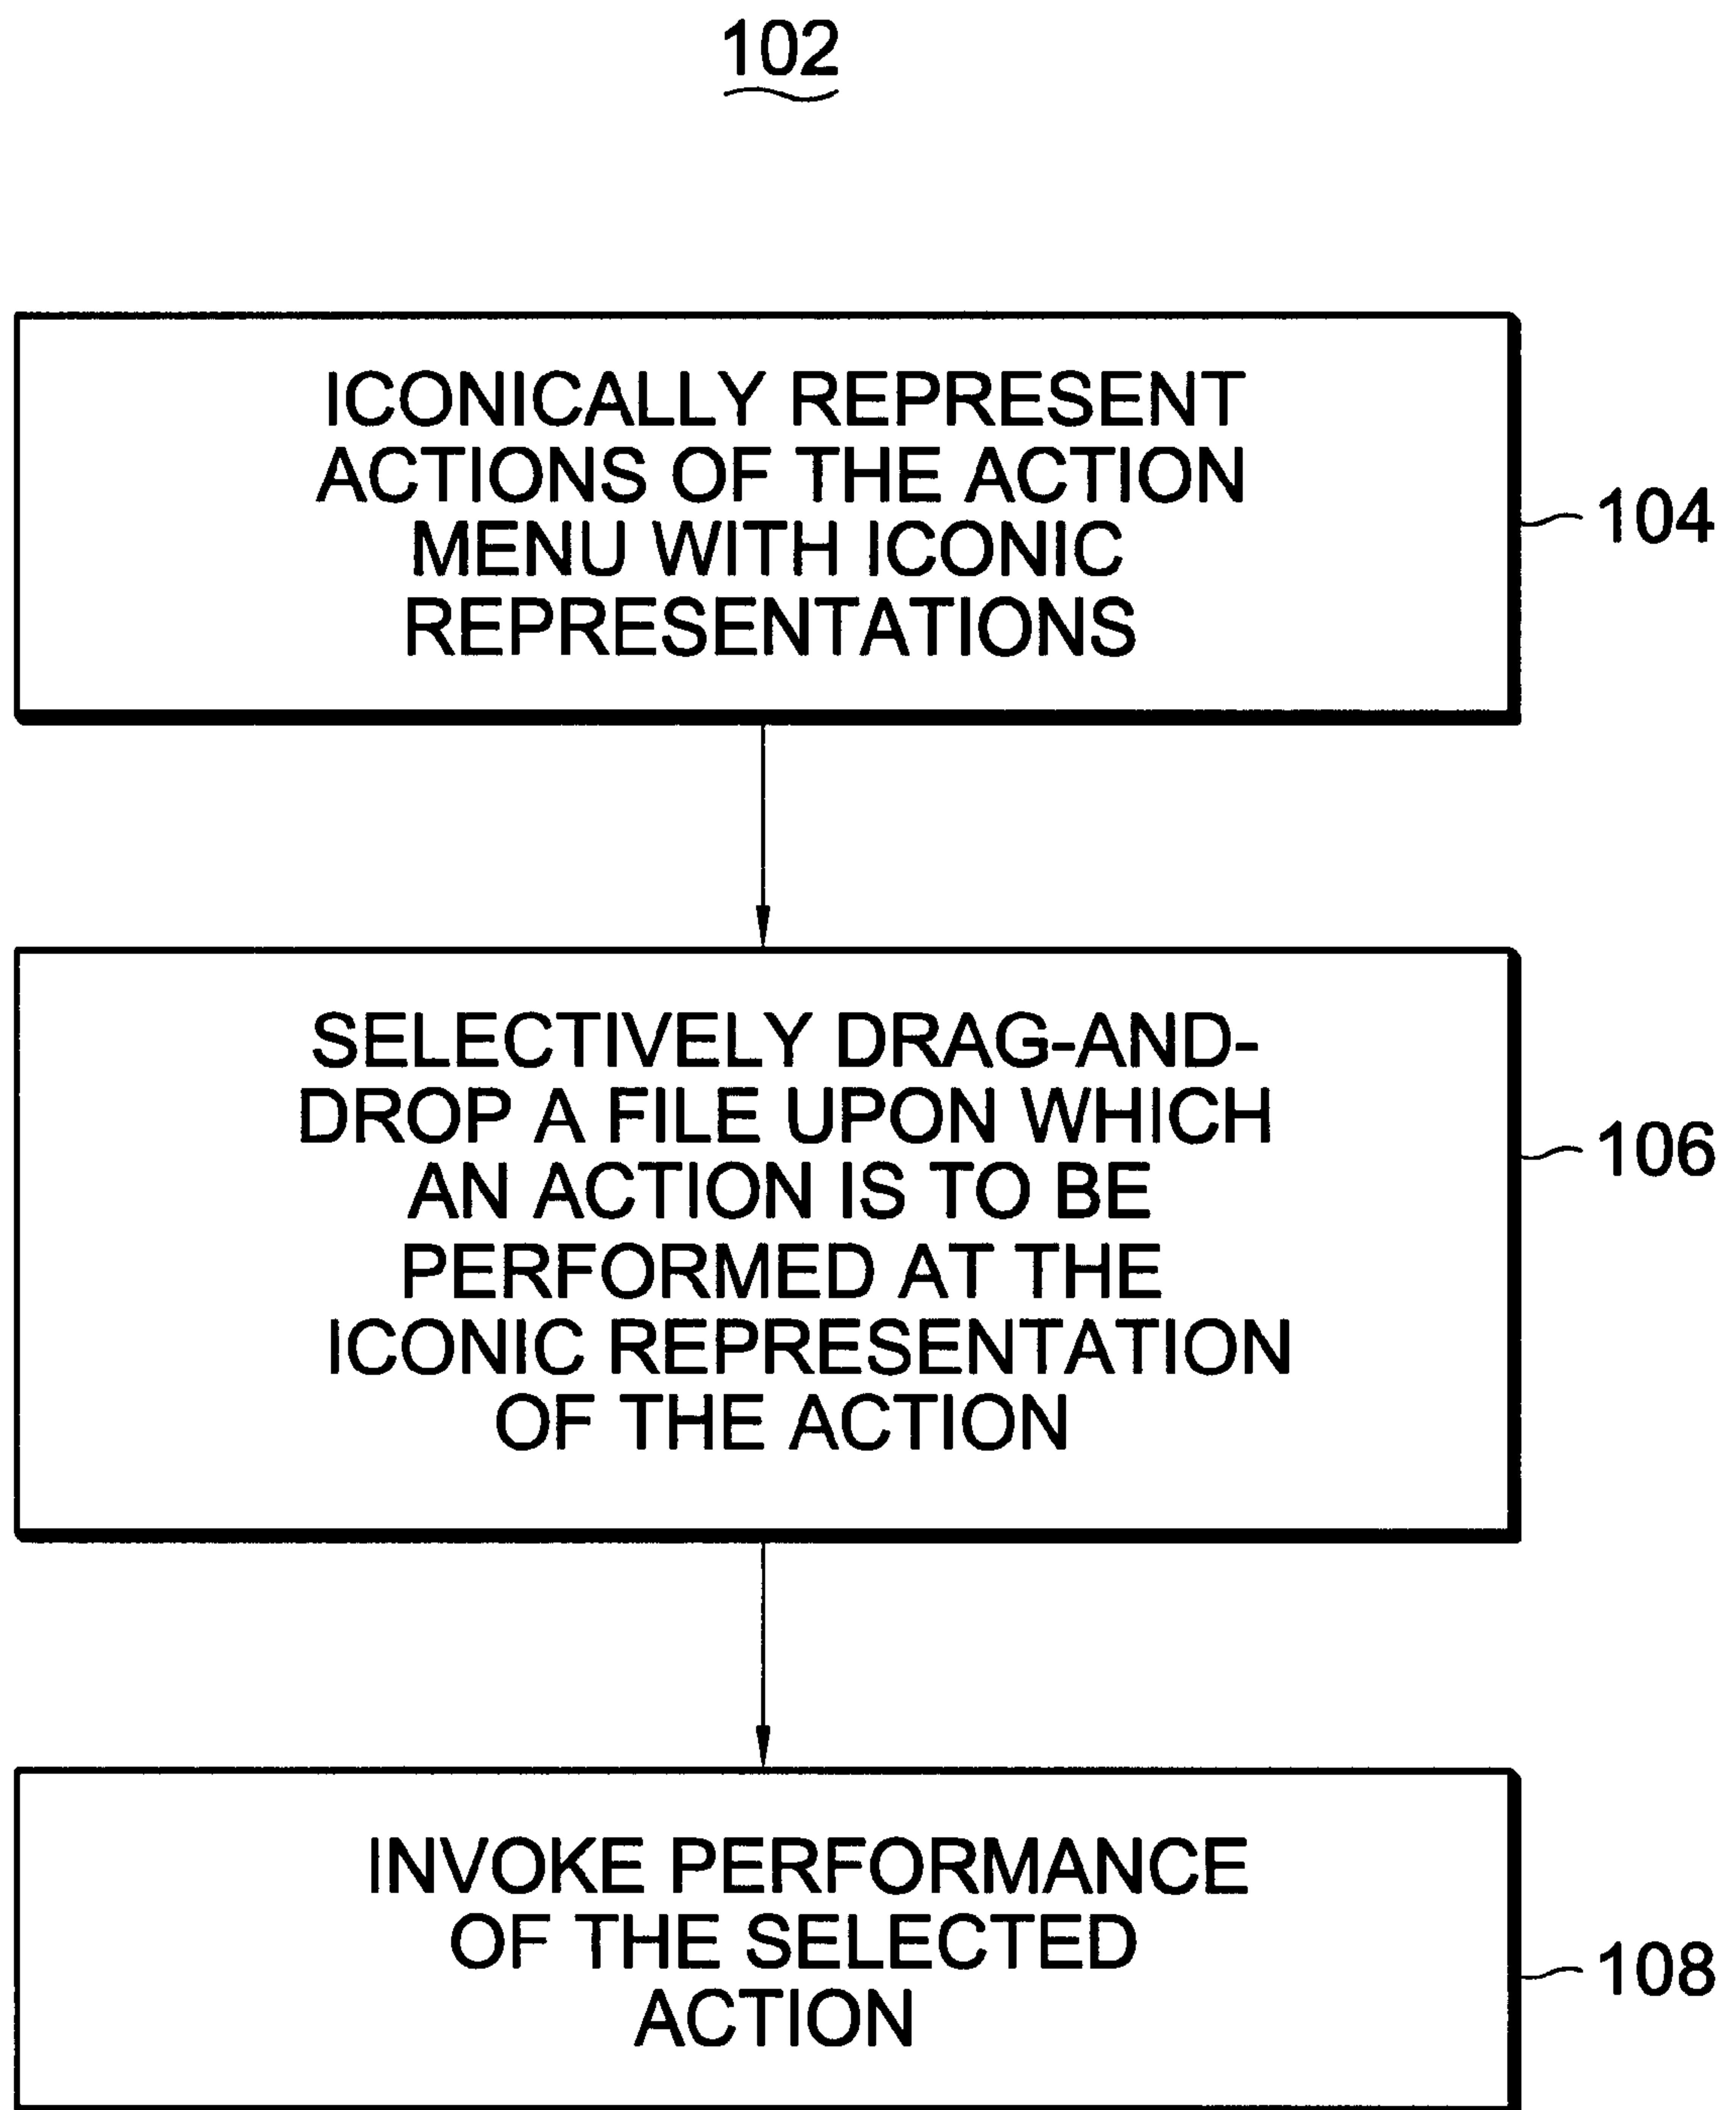 102
ICONICALLY REPRESENT
ACTIONS OF THE ACTION
MENU WITH ICONIC
REPRESENTATIONS
104
SELECTIVELY DRAG-AND-
DROP A FILE UPON WHICH
AN ACTION IS TO BE
PERFORMED AT THE
ICONIC REPRESENTATION
OF THE ACTION
106
INVOKE PERFORMANCE
OF THE SELECTED
ACTION
108